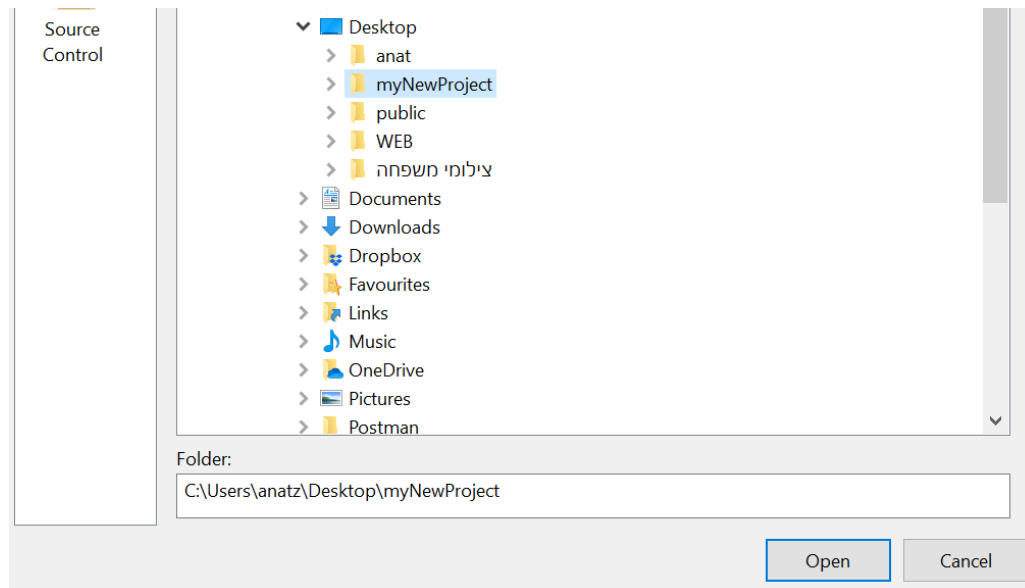 Source
Control
Desktop
anat
myNewProject
public
WEB
צילומי משפחה
Documents
Downloads
Dropbox
Favourites
Links
Music
OneDrive
Pictures
Postman
Folder:
C:\Users\anatz\Desktop\myNewProject
Open
Cancel